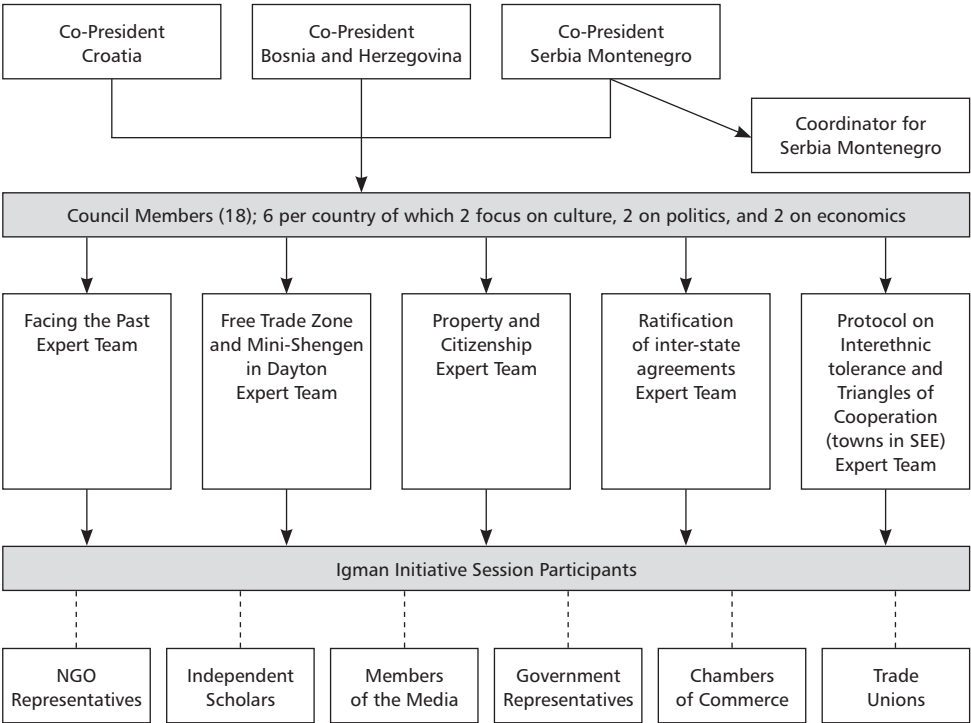 Co-President
Croatia
Co-President
Bosnia and Herzegovina
Co-President
Serbia Montenegro
Coordinator for
Serbia Montenegro
Council Members (18); 6 per country of which 2 focus on culture, 2 on politics, and 2 on economics
Facing the Past
Expert Team
Free Trade Zone
and Mini-Shengen
in Dayton
Expert Team
Property and
Citizenship
Expert Team
Ratification
of inter-state
agreements
Expert Team
Protocol on
Interethnic
tolerance and
Triangles of
Cooperation
(towns in SEE)
Expert Team
Igman Initiative Session Participants
NGO
Representatives
Independent
Scholars
Members
of the Media
Government
Representatives
Chambers
of Commerce
Trade
Unions